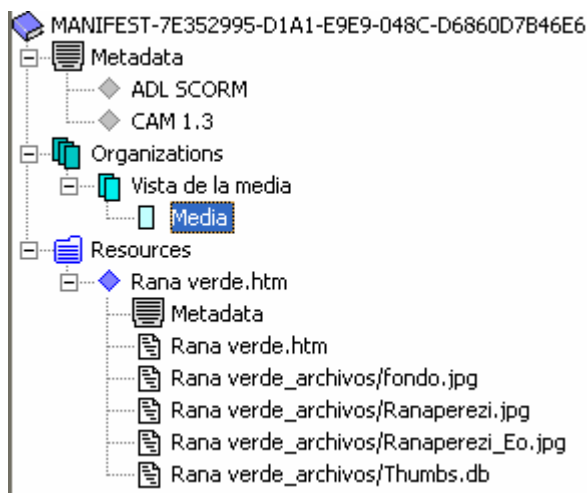 MANIFEST-7E352995-D1A1-E9E9-048C-D6860D7B46E6
Metadata
ADL SCORM
CAM 1.3
Organizations
Vista de la media
Media
Resources
Rana verde.htm
Metadata
Rana verde.htm
Rana verde_archivos/fondo.jpg
Rana verde_archivos/Ranaperezi.jpg
Rana verde_archivos/Ranaperezi_Eo.jpg
Rana verde_archivos/Thumbs.db